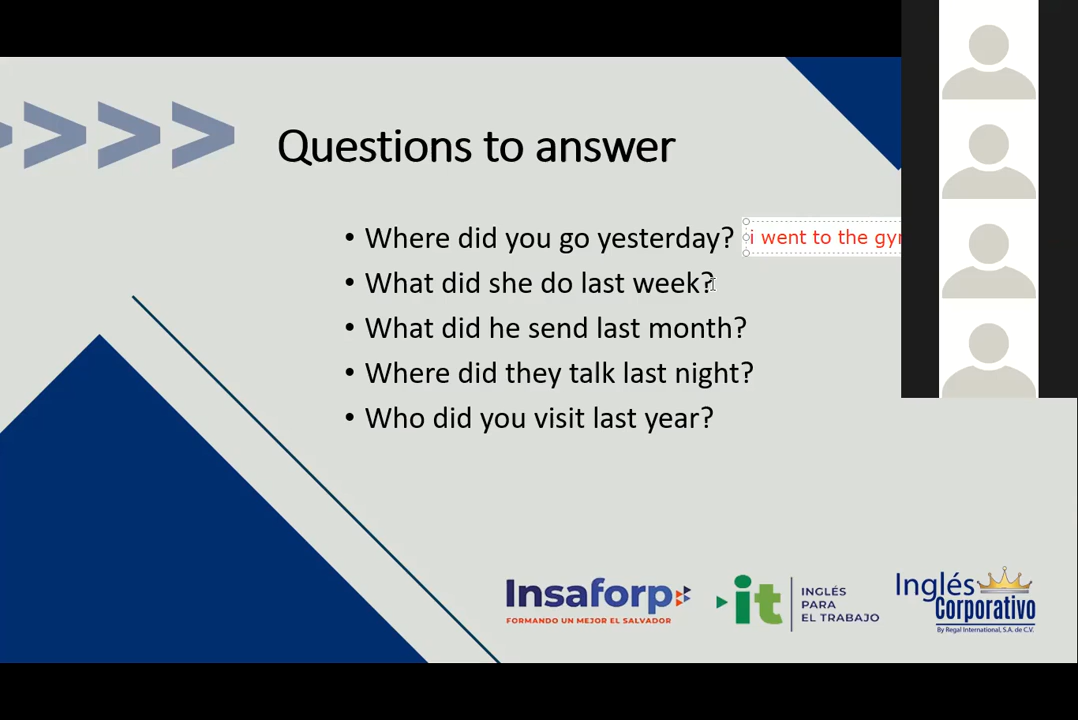 Questions to answer
• Where did you go yesterday? i went to the
• What did she do last week?
• What did he send last month?
• Where did they talk last night?
• Who did you visit last year?
Insaforp
FORMANDO UN MEJOR EL SALVADOR
it
INGLÉS
PARA
EL TRABAJO
Inglés
Corporativo
By Regal International, S.A. de C.V.